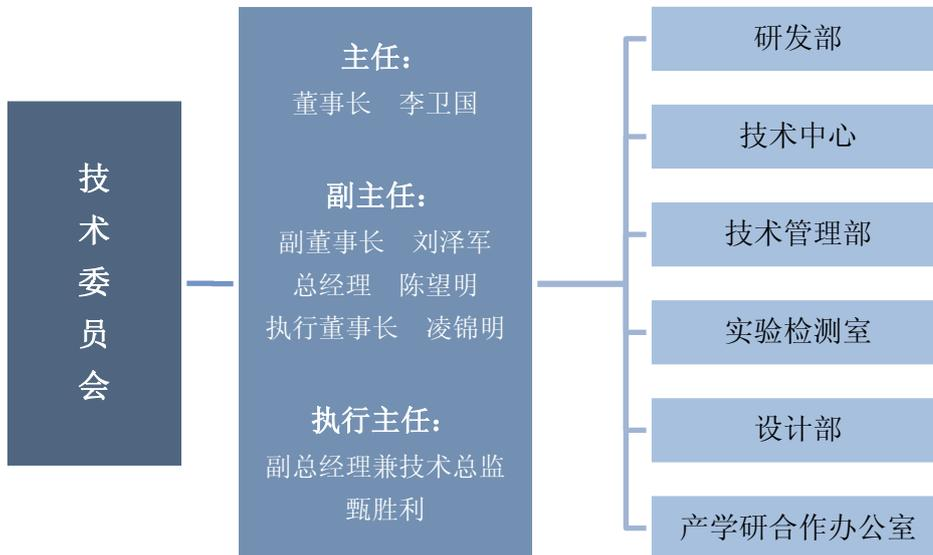 技
术
委
员
会
主任：
董事长　李卫国
副主任：
副董事长　刘泽军
总经理　陈望明
执行董事长　凌锦明
执行主任：
副总经理兼技术总监
甄胜利
研发部
技术中心
技术管理部
实验检测室
设计部
产学研合作办公室